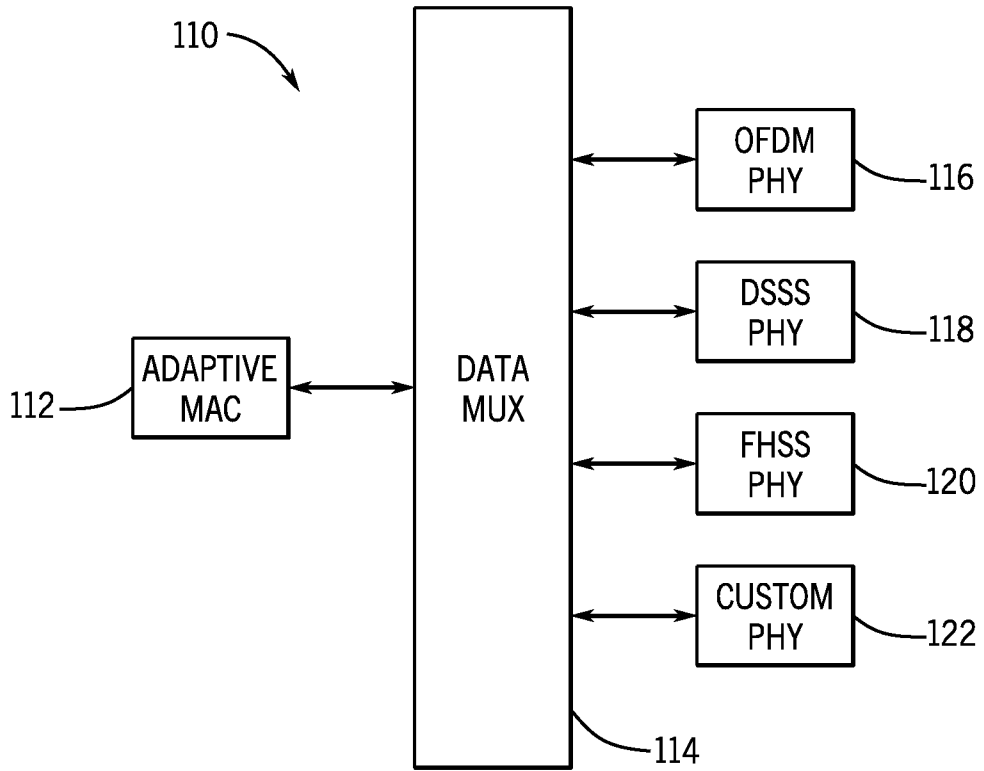 110
OFDM
PHY
116
DSSS
PHY
118
ADAPTIVE
MAC
112
DATA
MUX
FHSS
PHY
120
CUSTOM
PHY
122
114